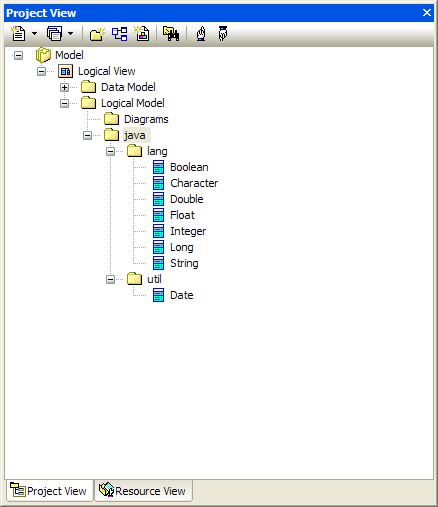 Project View
Model
Logical View
Data Model
Logical Model
Diagrams
java
lang
Boolean
Character
Double
Float
Integer
Long
String
util
Date
Project View
Resource View